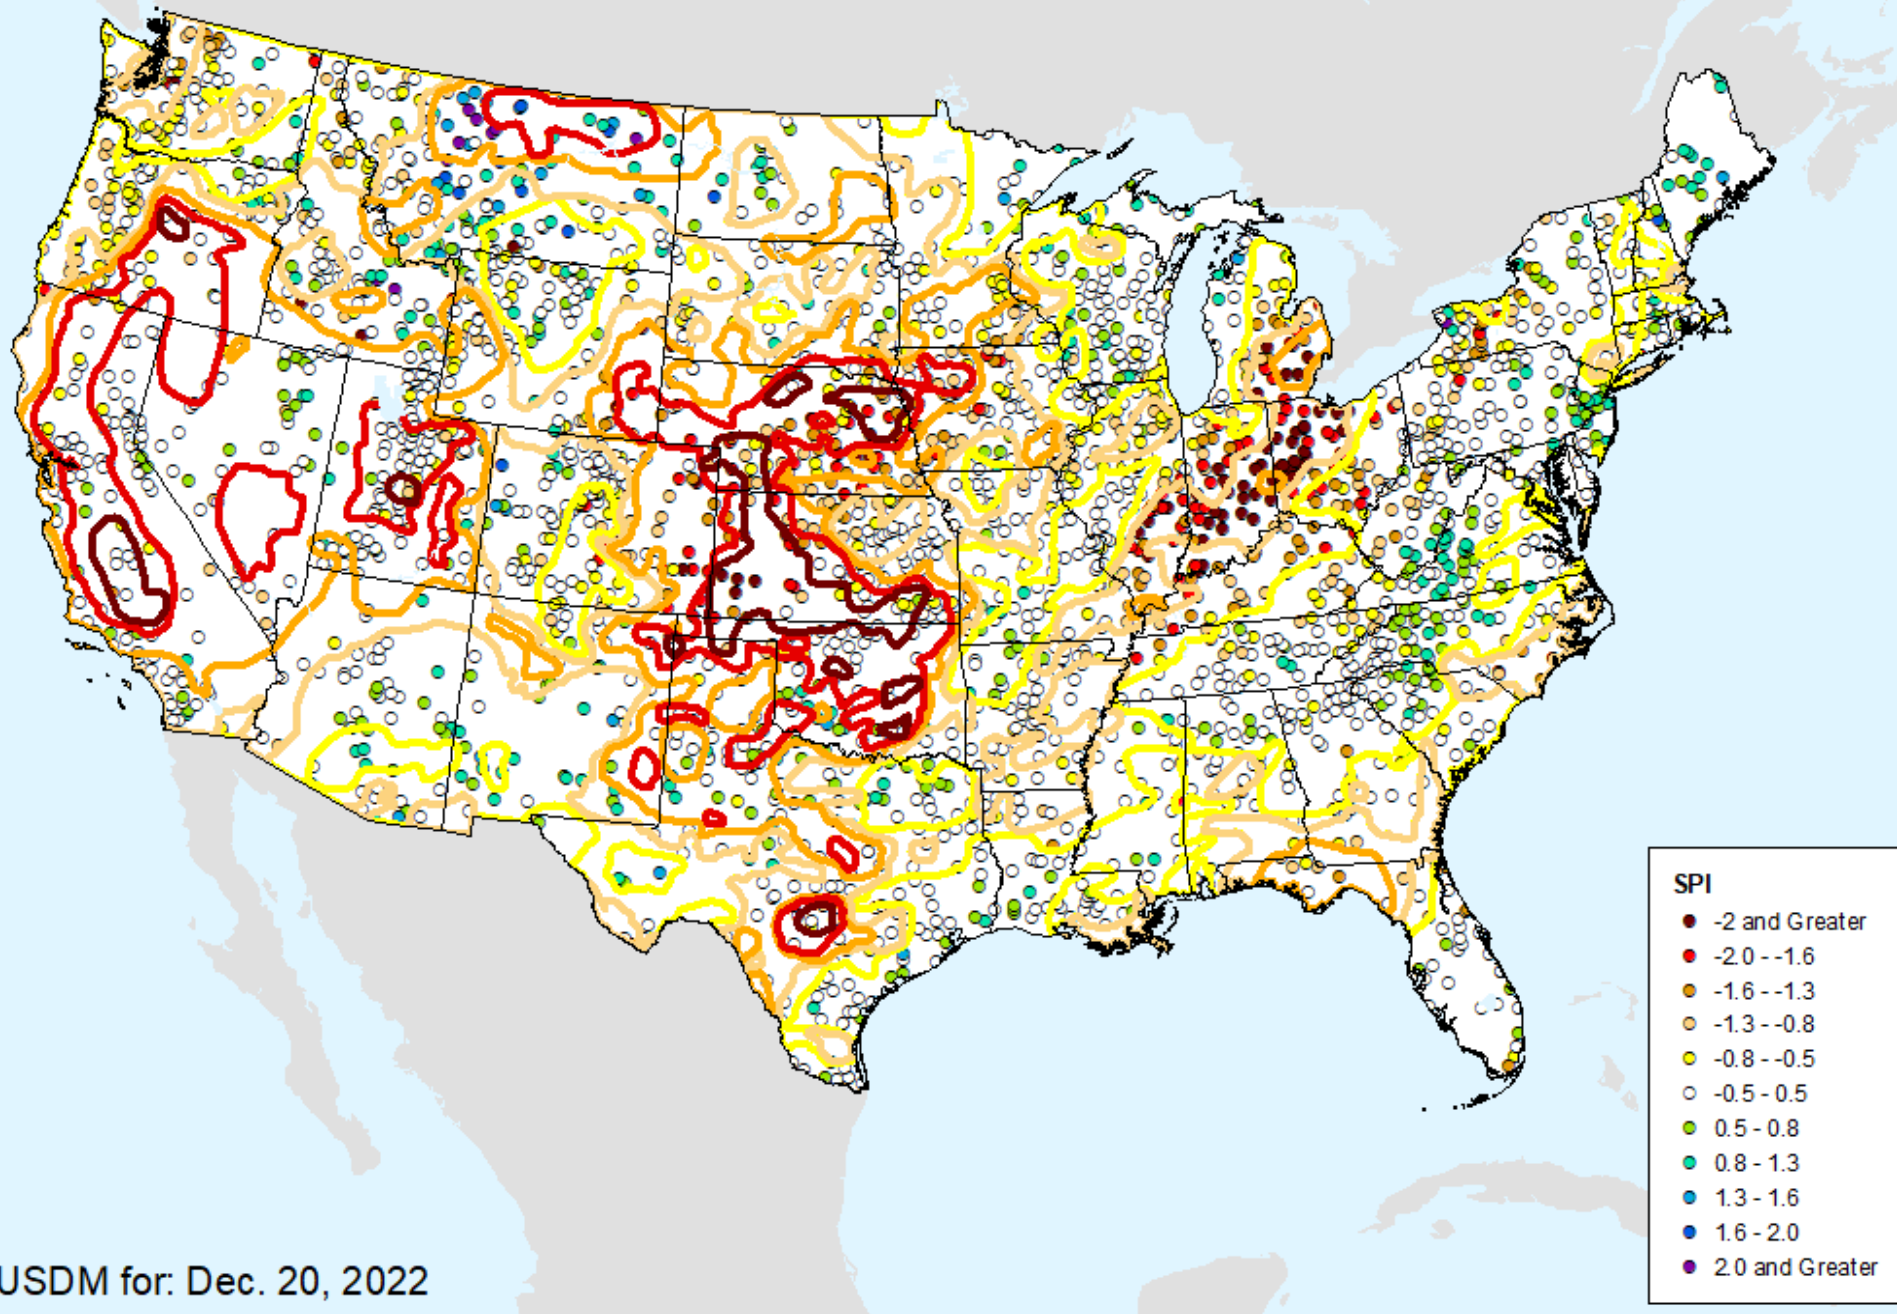 SPI
-2 and Greater
-2.0 - -1.6
-1.6 - -1.3
-1.3 - -0.8
-0.8 - -0.5
-0.5 - 0.5
0.5 - 0.8
0.8 - 1.3
1.3 - 1.6
1.6 - 2.0
2.0 and Greater
USDM for: Dec. 20, 2022